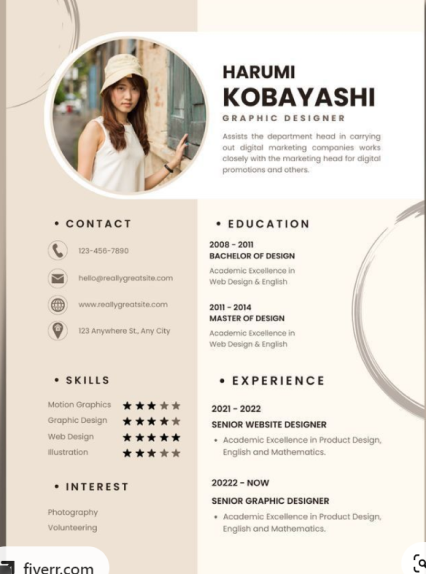 HARUMI
KOBAYASHI
GRAPHIC DESIGNER
Assists the department head in carrying
out digital marketing companies works
closely with the marketing head for digital
promotions and others.
• CONTACT
123-456-7890
hello@reallygreatsite.com
www.reallygreatsite.com
123 Anywhere St., Any City
• SKILLS
Motion Graphics
Graphic Design
Web Design
Illustration
• INTEREST
Photography
Volunteering
• EDUCATION
2008 - 2011
BACHELOR OF DESIGN
Academic Excellence in
Web Design & English
2011 - 2014
MASTER OF DESIGN
Academic Excellence in
Web Design & English
• EXPERIENCE
2021 - 2022
SENIOR WEBSITE DESIGNER
• Academic Excellence in Product Design,
English and Mathematics.
20222 - NOW
SENIOR GRAPHIC DESIGNER
• Academic Excellence in Product Design,
English and Mathematics.
fiverr.com